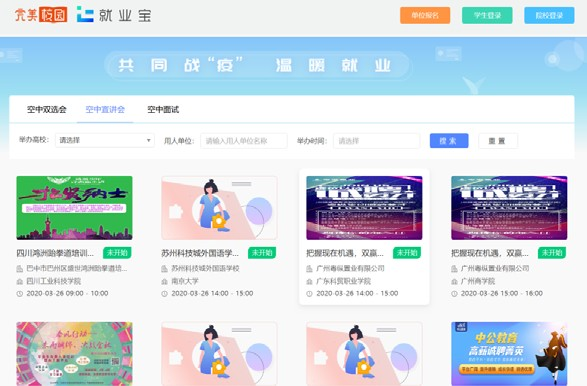 完美校园 就业宝
单位报名 学生登录 院校登录
共同战“疫” 温暖就业
空中双选会 空中宣讲会 空中面试
举办高校： 请选择 用人单位： 请输入用人单位名称 举办时间： 请选择 搜索 重置
四川鸿洲跆拳道培训... 未开始
巴中市巴州区盛世鸿洲跆拳道培...
四川工业科技学院
2020-03-26 09:00 - 10:00
苏州科技城外国语学... 未开始
苏州科技城外国语学校
南京大学
2020-03-26 14:00 - 15:00
把握现在机遇，双赢... 未开始
广州粤纵置业有限公司
广东科贸职业学院
2020-03-26 14:00 - 15:00
把握现在机遇，双赢... 未开始
广州粤纵置业有限公司
广州商学院
2020-03-26 15:00 - 16:00
中公教育
高薪诚聘菁英